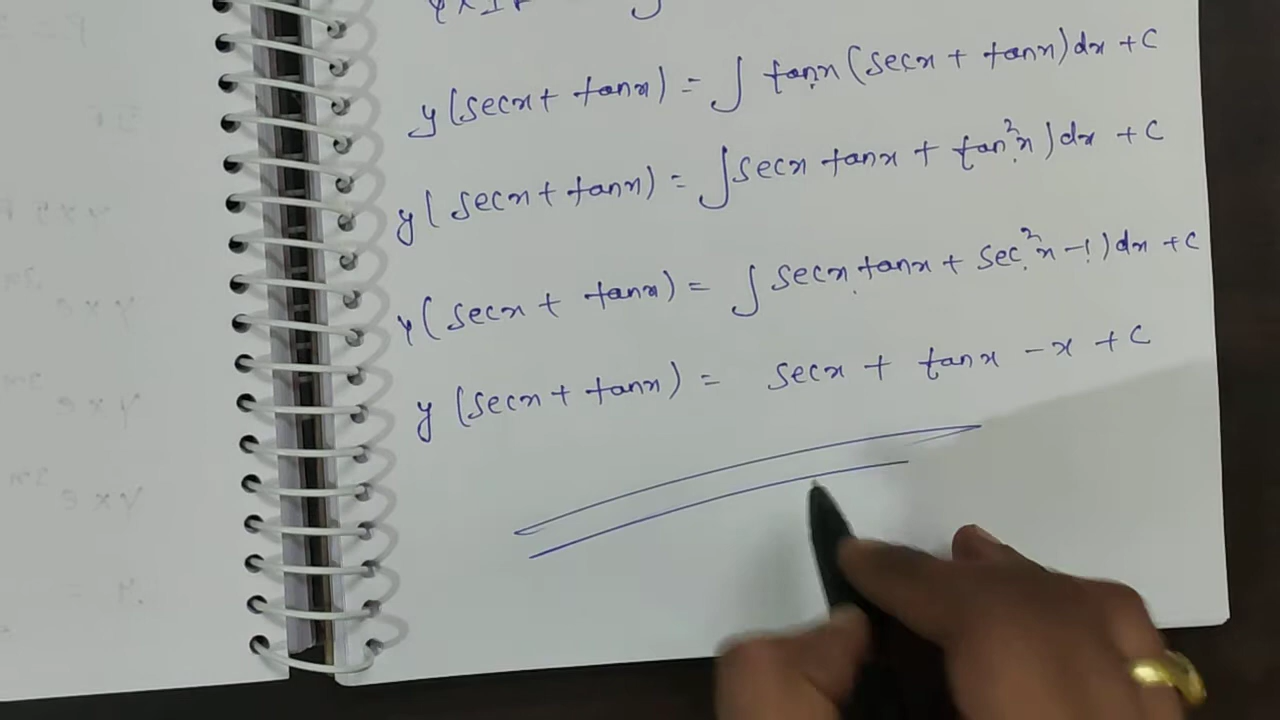 y(secx + tanx) = ∫ tanx (secx + tanx)dx + C
y(secx + tanx) = ∫secx tanx + tan²x)dx + C
y(secx + tanx) = ∫ secx tanx + sec²x -1)dx + C
y (secx + tanx) = secx + tanx - x + C